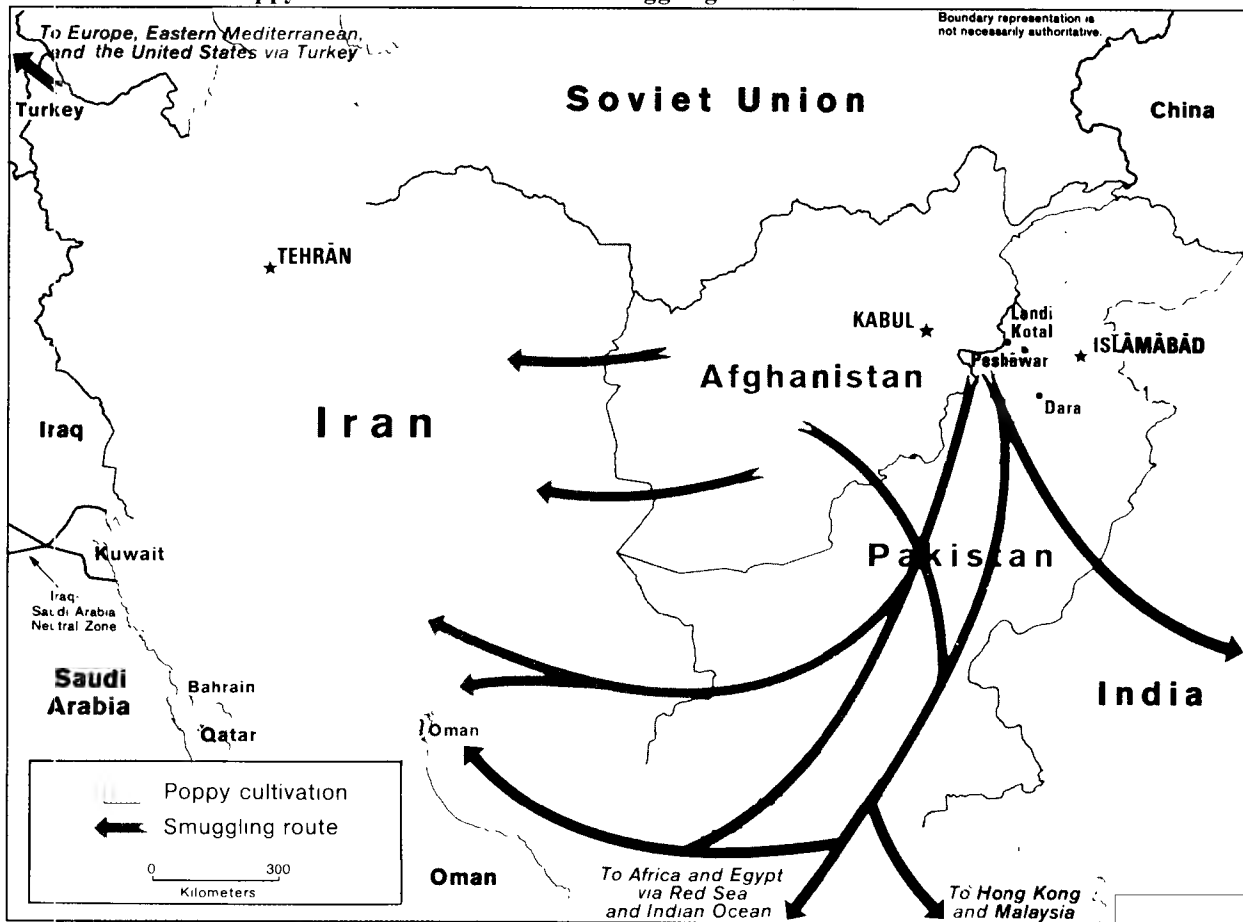 To Europe, Eastern Mediterranean,
and the United States via Turkey
Boundary representation is
not necessarily authoritative.
Turkey
Soviet Union
China
TEHRĀN
KABUL
Landi
Kotal
ISLĀMĀBĀD
Peshāwar
Afghanistan
Dara
Iran
Iraq
Pakistan
Kuwait
Iraq-
Saudi Arabia
Neutral Zone
Saudi
Arabia
Bahrain
Qatar
Oman
India
Poppy cultivation
Smuggling route
0 300
Kilometers
Oman
To Africa and Egypt
via Red Sea
and Indian Ocean
To Hong Kong
and Malaysia